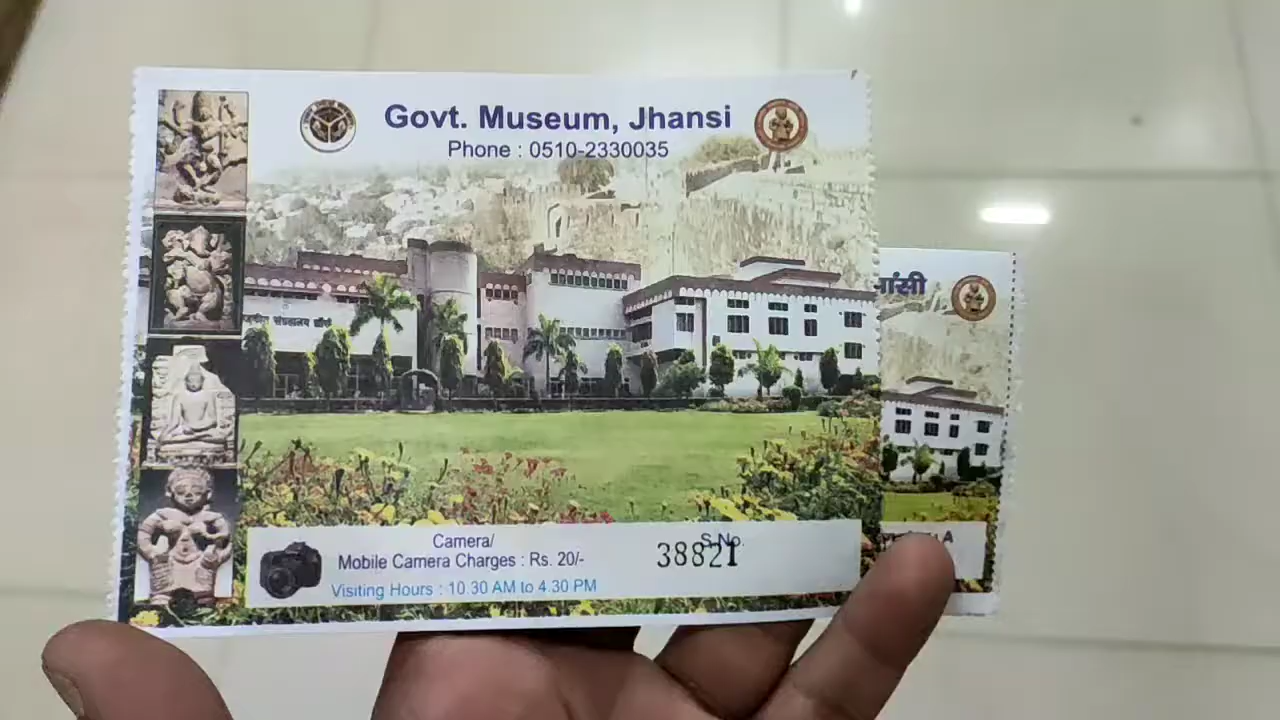 Govt. Museum, Jhansi
Phone : 0510-2330035
Camera/
Mobile Camera Charges : Rs. 20/-
Visiting Hours : 10.30 AM to 4.30 PM
S.No.
38821